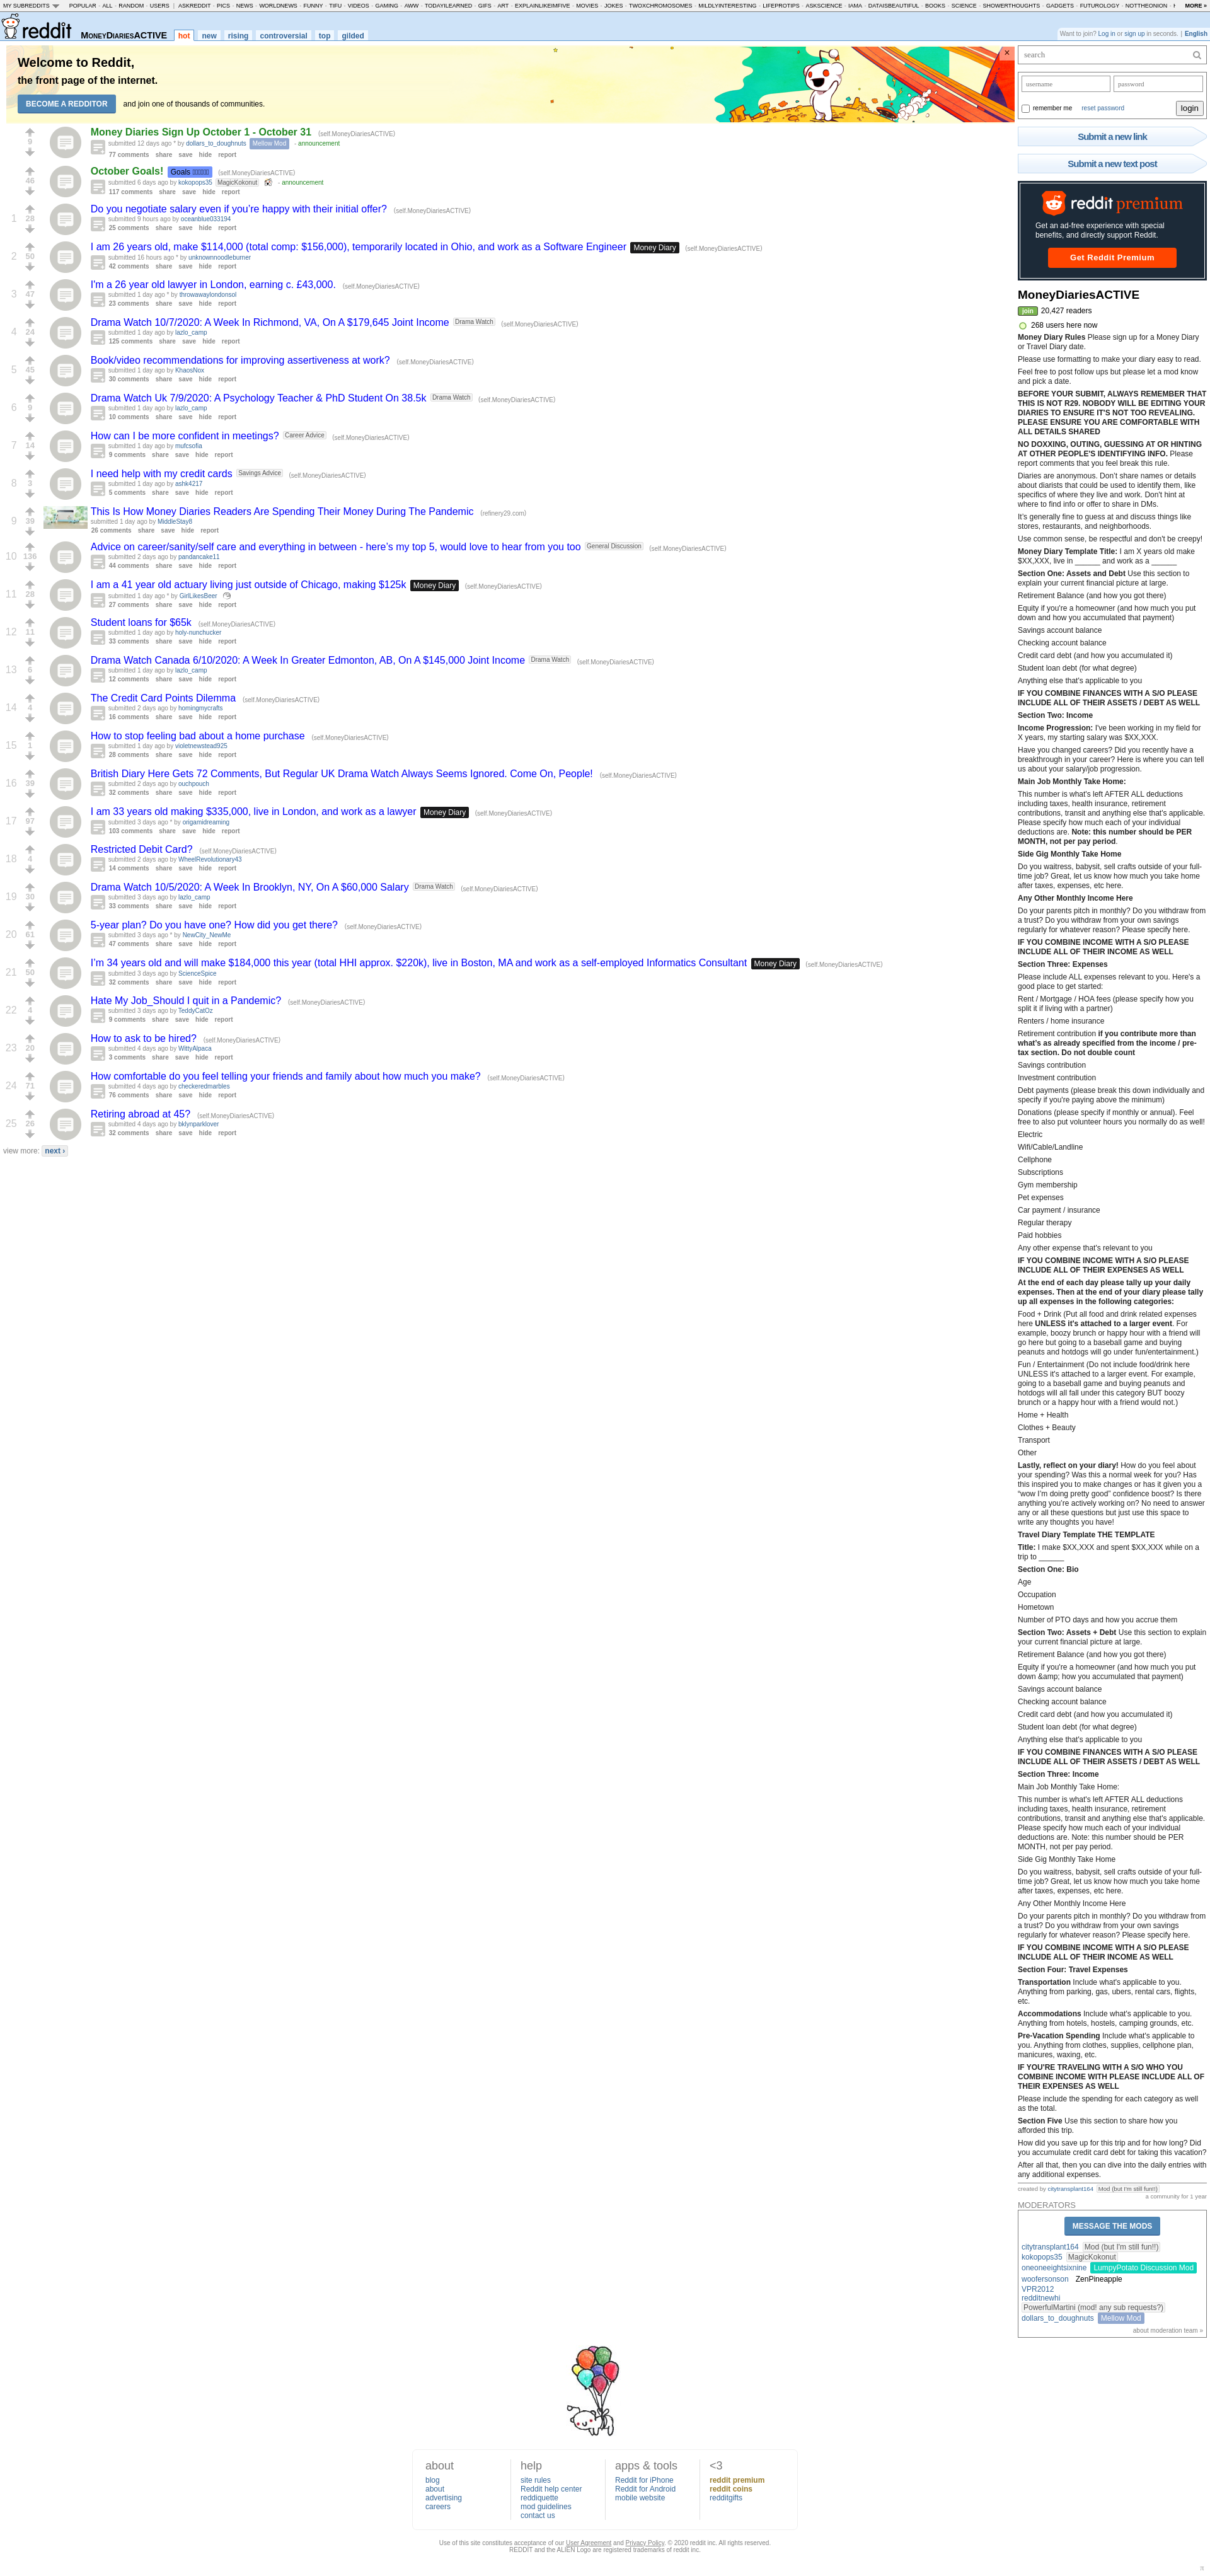 MY SUBREDDITS POPULAR - ALL - RANDOM - USERS | ASKREDDIT - PICS - NEWS - WORLDNEWS - FUNNY - TIFU - VIDEOS - GAMING - AWW - TODAYILEARNED - GIFS - ART - EXPLAINLIKEIMFIVE - MOVIES - JOKES - TWOXCHROMOSOMES - MILDLYINTERESTING - LIFEPROTIPS - ASKSCIENCE - IAMA - DATAISBEAUTIFUL - BOOKS - SCIENCE - SHOWERTHOUGHTS - GADGETS - FUTUROLOGY - NOTTHEONION - MORE »
reddit MONEYDIARIESACTIVE hot new rising controversial top gilded
Want to join? Log in or sign up in seconds. | English
Welcome to Reddit,
the front page of the internet.
BECOME A REDDITOR and join one of thousands of communities.
×
9
Money Diaries Sign Up October 1 - October 31 (self.MoneyDiariesACTIVE)
submitted 12 days ago * by dollars_to_doughnuts Mellow Mod - announcement
77 comments share save hide report
46
October Goals! Goals (self.MoneyDiariesACTIVE)
submitted 6 days ago by kokopops35 MagicKokonut - announcement
117 comments share save hide report
1 28
Do you negotiate salary even if you're happy with their initial offer? (self.MoneyDiariesACTIVE)
submitted 9 hours ago by oceanblue033194
25 comments share save hide report
2 50
I am 26 years old, make $114,000 (total comp: $156,000), temporarily located in Ohio, and work as a Software Engineer Money Diary (self.MoneyDiariesACTIVE)
submitted 16 hours ago * by unknownnoodleburner
42 comments share save hide report
3 47
I'm a 26 year old lawyer in London, earning c. £43,000. (self.MoneyDiariesACTIVE)
submitted 1 day ago * by throwawaylondonsol
23 comments share save hide report
4 24
Drama Watch 10/7/2020: A Week In Richmond, VA, On A $179,645 Joint Income Drama Watch (self.MoneyDiariesACTIVE)
submitted 1 day ago by lazlo_camp
125 comments share save hide report
5 45
Book/video recommendations for improving assertiveness at work? (self.MoneyDiariesACTIVE)
submitted 1 day ago by KhaosNox
30 comments share save hide report
6 9
Drama Watch Uk 7/9/2020: A Psychology Teacher & PhD Student On 38.5k Drama Watch (self.MoneyDiariesACTIVE)
submitted 1 day ago by lazlo_camp
10 comments share save hide report
7 14
How can I be more confident in meetings? Career Advice (self.MoneyDiariesACTIVE)
submitted 1 day ago by mufcsofia
9 comments share save hide report
8 3
I need help with my credit cards Savings Advice (self.MoneyDiariesACTIVE)
submitted 1 day ago by ashk4217
5 comments share save hide report
9 39
This Is How Money Diaries Readers Are Spending Their Money During The Pandemic (refinery29.com)
submitted 1 day ago by MiddleStay8
26 comments share save hide report
10 136
Advice on career/sanity/self care and everything in between - here's my top 5, would love to hear from you too General Discussion (self.MoneyDiariesACTIVE)
submitted 2 days ago by pandancake11
44 comments share save hide report
11 28
I am a 41 year old actuary living just outside of Chicago, making $125k Money Diary (self.MoneyDiariesACTIVE)
submitted 1 day ago * by GirlLikesBeer
27 comments share save hide report
12 11
Student loans for $65k (self.MoneyDiariesACTIVE)
submitted 1 day ago by holy-nunchucker
33 comments share save hide report
13 6
Drama Watch Canada 6/10/2020: A Week In Greater Edmonton, AB, On A $145,000 Joint Income Drama Watch (self.MoneyDiariesACTIVE)
submitted 1 day ago by lazlo_camp
12 comments share save hide report
14 4
The Credit Card Points Dilemma (self.MoneyDiariesACTIVE)
submitted 2 days ago by homingmycrafts
16 comments share save hide report
15 1
How to stop feeling bad about a home purchase (self.MoneyDiariesACTIVE)
submitted 1 day ago by violetnewstead925
28 comments share save hide report
16 39
British Diary Here Gets 72 Comments, But Regular UK Drama Watch Always Seems Ignored. Come On, People! (self.MoneyDiariesACTIVE)
submitted 2 days ago by ouchpouch
32 comments share save hide report
17 97
I am 33 years old making $335,000, live in London, and work as a lawyer Money Diary (self.MoneyDiariesACTIVE)
submitted 3 days ago * by origamidreaming
103 comments share save hide report
18 4
Restricted Debit Card? (self.MoneyDiariesACTIVE)
submitted 2 days ago by WheelRevolutionary43
14 comments share save hide report
19 30
Drama Watch 10/5/2020: A Week In Brooklyn, NY, On A $60,000 Salary Drama Watch (self.MoneyDiariesACTIVE)
submitted 3 days ago by lazlo_camp
33 comments share save hide report
20 61
5-year plan? Do you have one? How did you get there? (self.MoneyDiariesACTIVE)
submitted 3 days ago * by NewCity_NewMe
47 comments share save hide report
21 50
I'm 34 years old and will make $184,000 this year (total HHI approx. $220k), live in Boston, MA and work as a self-employed Informatics Consultant Money Diary (self.MoneyDiariesACTIVE)
submitted 3 days ago by ScienceSpice
32 comments share save hide report
22 4
Hate My Job_Should I quit in a Pandemic? (self.MoneyDiariesACTIVE)
submitted 3 days ago by TeddyCatOz
9 comments share save hide report
23 20
How to ask to be hired? (self.MoneyDiariesACTIVE)
submitted 4 days ago by WittyAlpaca
3 comments share save hide report
24 71
How comfortable do you feel telling your friends and family about how much you make? (self.MoneyDiariesACTIVE)
submitted 4 days ago by checkeredmarbles
76 comments share save hide report
25 26
Retiring abroad at 45? (self.MoneyDiariesACTIVE)
submitted 4 days ago by bklynparklover
32 comments share save hide report
view more: next ›
search
username password
remember me reset password login
Submit a new link
Submit a new text post
reddit premium
Get an ad-free experience with special
benefits, and directly support Reddit.
Get Reddit Premium
MoneyDiariesACTIVE
join 20,427 readers
268 users here now
Money Diary Rules Please sign up for a Money Diary
or Travel Diary date.
Please use formatting to make your diary easy to read.
Feel free to post follow ups but please let a mod know
and pick a date.
BEFORE YOUR SUBMIT, ALWAYS REMEMBER THAT
THIS IS NOT R29. NOBODY WILL BE EDITING YOUR
DIARIES TO ENSURE IT'S NOT TOO REVEALING.
PLEASE ENSURE YOU ARE COMFORTABLE WITH
ALL DETAILS SHARED
NO DOXXING, OUTING, GUESSING AT OR HINTING
AT OTHER PEOPLE'S IDENTIFYING INFO. Please
report comments that you feel break this rule.
Diaries are anonymous. Don't share names or details
about diarists that could be used to identify them, like
specifics of where they live and work. Don't hint at
where to find info or offer to share in DMs.
It's generally fine to guess at and discuss things like
stores, restaurants, and neighborhoods.
Use common sense, be respectful and don't be creepy!
Money Diary Template Title: I am X years old make
$XX,XXX, live in ______ and work as a ______
Section One: Assets and Debt Use this section to
explain your current financial picture at large.
Retirement Balance (and how you got there)
Equity if you're a homeowner (and how much you put
down and how you accumulated that payment)
Savings account balance
Checking account balance
Credit card debt (and how you accumulated it)
Student loan debt (for what degree)
Anything else that's applicable to you
IF YOU COMBINE FINANCES WITH A S/O PLEASE
INCLUDE ALL OF THEIR ASSETS / DEBT AS WELL
Section Two: Income
Income Progression: I've been working in my field for
X years, my starting salary was $XX,XXX.
Have you changed careers? Did you recently have a
breakthrough in your career? Here is where you can tell
us about your salary/job progression.
Main Job Monthly Take Home:
This number is what's left AFTER ALL deductions
including taxes, health insurance, retirement
contributions, transit and anything else that's applicable.
Please specify how much each of your individual
deductions are. Note: this number should be PER
MONTH, not per pay period.
Side Gig Monthly Take Home
Do you waitress, babysit, sell crafts outside of your full-
time job? Great, let us know how much you take home
after taxes, expenses, etc here.
Any Other Monthly Income Here
Do your parents pitch in monthly? Do you withdraw from
a trust? Do you withdraw from your own savings
regularly for whatever reason? Please specify here.
IF YOU COMBINE INCOME WITH A S/O PLEASE
INCLUDE ALL OF THEIR INCOME AS WELL
Section Three: Expenses
Please include ALL expenses relevant to you. Here's a
good place to get started:
Rent / Mortgage / HOA fees (please specify how you
split it if living with a partner)
Renters / home insurance
Retirement contribution if you contribute more than
what's as already specified from the income / pre-
tax section. Do not double count
Savings contribution
Investment contribution
Debt payments (please break this down individually and
specify if you're paying above the minimum)
Donations (please specify if monthly or annual). Feel
free to also put volunteer hours you normally do as well!
Electric
Wifi/Cable/Landline
Cellphone
Subscriptions
Gym membership
Pet expenses
Car payment / insurance
Regular therapy
Paid hobbies
Any other expense that's relevant to you
IF YOU COMBINE INCOME WITH A S/O PLEASE
INCLUDE ALL OF THEIR EXPENSES AS WELL
At the end of each day please tally up your daily
expenses. Then at the end of your diary please tally
up all expenses in the following categories:
Food + Drink (Put all food and drink related expenses
here UNLESS it's attached to a larger event. For
example, boozy brunch or happy hour with a friend will
go here but going to a baseball game and buying
peanuts and hotdogs will go under fun/entertainment.)
Fun / Entertainment (Do not include food/drink here
UNLESS it's attached to a larger event. For example,
going to a baseball game and buying peanuts and
hotdogs will all fall under this category BUT boozy
brunch or a happy hour with a friend would not.)
Home + Health
Clothes + Beauty
Transport
Other
Lastly, reflect on your diary! How do you feel about
your spending? Was this a normal week for you? Has
this inspired you to make changes or has it given you a
"wow I'm doing pretty good" confidence boost? Is there
anything you're actively working on? No need to answer
any or all these questions but just use this space to
write any thoughts you have!
Travel Diary Template THE TEMPLATE
Title: I make $XX,XXX and spent $XX,XXX while on a
trip to ______
Section One: Bio
Age
Occupation
Hometown
Number of PTO days and how you accrue them
Section Two: Assets + Debt Use this section to explain
your current financial picture at large.
Retirement Balance (and how you got there)
Equity if you're a homeowner (and how much you put
down &amp; how you accumulated that payment)
Savings account balance
Checking account balance
Credit card debt (and how you accumulated it)
Student loan debt (for what degree)
Anything else that's applicable to you
IF YOU COMBINE FINANCES WITH A S/O PLEASE
INCLUDE ALL OF THEIR ASSETS / DEBT AS WELL
Section Three: Income
Main Job Monthly Take Home:
This number is what's left AFTER ALL deductions
including taxes, health insurance, retirement
contributions, transit and anything else that's applicable.
Please specify how much each of your individual
deductions are. Note: this number should be PER
MONTH, not per pay period.
Side Gig Monthly Take Home
Do you waitress, babysit, sell crafts outside of your full-
time job? Great, let us know how much you take home
after taxes, expenses, etc here.
Any Other Monthly Income Here
Do your parents pitch in monthly? Do you withdraw from
a trust? Do you withdraw from your own savings
regularly for whatever reason? Please specify here.
IF YOU COMBINE INCOME WITH A S/O PLEASE
INCLUDE ALL OF THEIR INCOME AS WELL
Section Four: Travel Expenses
Transportation Include what's applicable to you.
Anything from parking, gas, ubers, rental cars, flights,
etc.
Accommodations Include what's applicable to you.
Anything from hotels, hostels, camping grounds, etc.
Pre-Vacation Spending Include what's applicable to
you. Anything from clothes, supplies, cellphone plan,
manicures, waxing, etc.
IF YOU'RE TRAVELING WITH A S/O WHO YOU
COMBINE INCOME WITH PLEASE INCLUDE ALL OF
THEIR EXPENSES AS WELL
Please include the spending for each category as well
as the total.
Section Five Use this section to share how you
afforded this trip.
How did you save up for this trip and for how long? Did
you accumulate credit card debt for taking this vacation?
After all that, then you can dive into the daily entries with
any additional expenses.
created by citytransplant164 Mod (but I'm still fun!!)
a community for 1 year
MODERATORS
MESSAGE THE MODS
citytransplant164 Mod (but I'm still fun!!)
kokopops35 MagicKokonut
oneoneeightsixnine LumpyPotato Discussion Mod
woofersonson ZenPineapple
VPR2012
redditnewhi
PowerfulMartini (mod! any sub requests?)
dollars_to_doughnuts Mellow Mod
about moderation team »
about
blog
about
advertising
careers
help
site rules
Reddit help center
reddiquette
mod guidelines
contact us
apps & tools
Reddit for iPhone
Reddit for Android
mobile website
<3
reddit premium
reddit coins
redditgifts
Use of this site constitutes acceptance of our User Agreement and Privacy Policy. © 2020 reddit inc. All rights reserved.
REDDIT and the ALIEN Logo are registered trademarks of reddit inc.
π